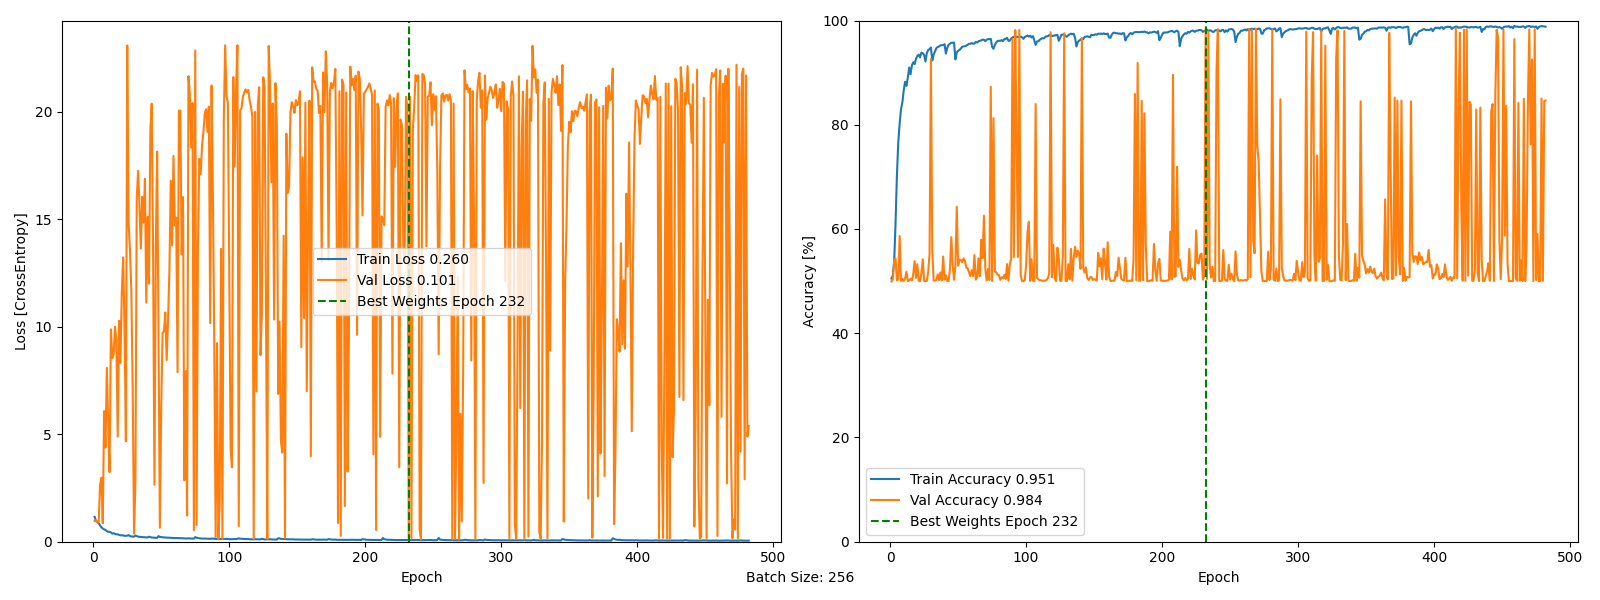 Loss [CrossEntropy]
20
15
10
5
0
Train Loss 0.260
Val Loss 0.101
Best Weights Epoch 232
0 100 200 300 400 500
Epoch
Accuracy [%]
100
80
60
40
20
0
Train Accuracy 0.951
Val Accuracy 0.984
Best Weights Epoch 232
0 100 200 300 400 500
Epoch
Batch Size: 256